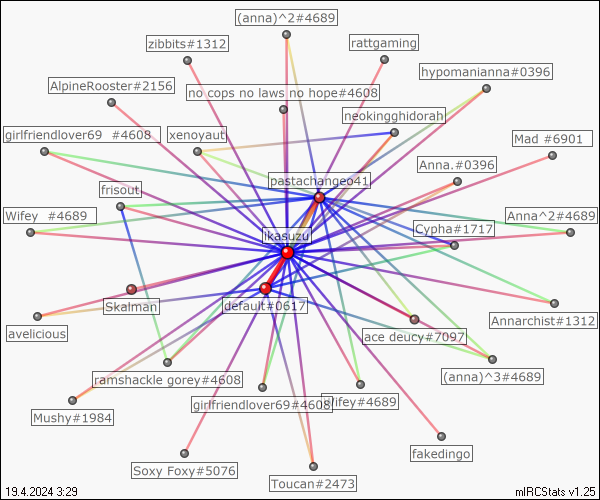 (anna)^2#4689
zibbits#1312
rattgaming
AlpineRooster#2156
hypomanianna#0396
no cops no laws no hope#4608
neokingghidorah
girlfriendlover69 #4608
xenoyaut
Mad #6901
Anna.#0396
pastachangeo41
frisout
Wifey #4689
Anna^2#4689
Cypha#1717
ikasuzu
Skalman
default#0617
Annarchist#1312
avelicious
ace deucy#7097
ramshackle gorey#4608
(anna)^3#4689
girlfriendlover69#4608
ifey#4689
Mushy#1984
fakedingo
Soxy Foxy#5076
Toucan#2473
19.4.2024 3:29
mIRCStats v1.25